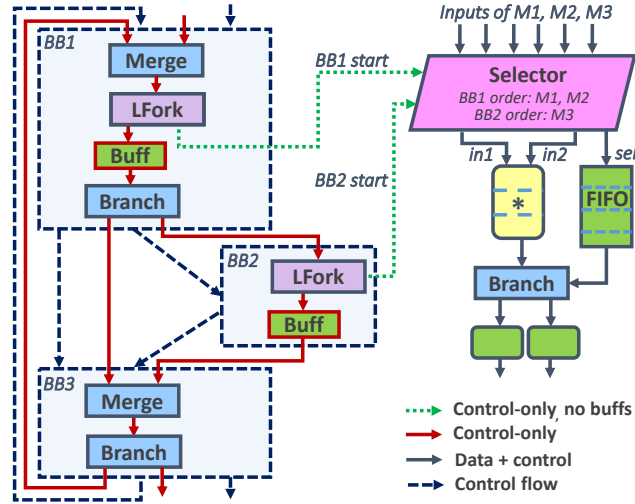 BB1
Merge
LFork
Buff
Branch
BB2
LFork
Buff
BB3
Merge
Branch
BB1 start
BB2 start
Inputs of M1, M2, M3
Selector
BB1 order: M1, M2
BB2 order: M3
in1
in2
sel
*
FIFO
Branch
Control-only, no buffs
Control-only
Data + control
Control flow